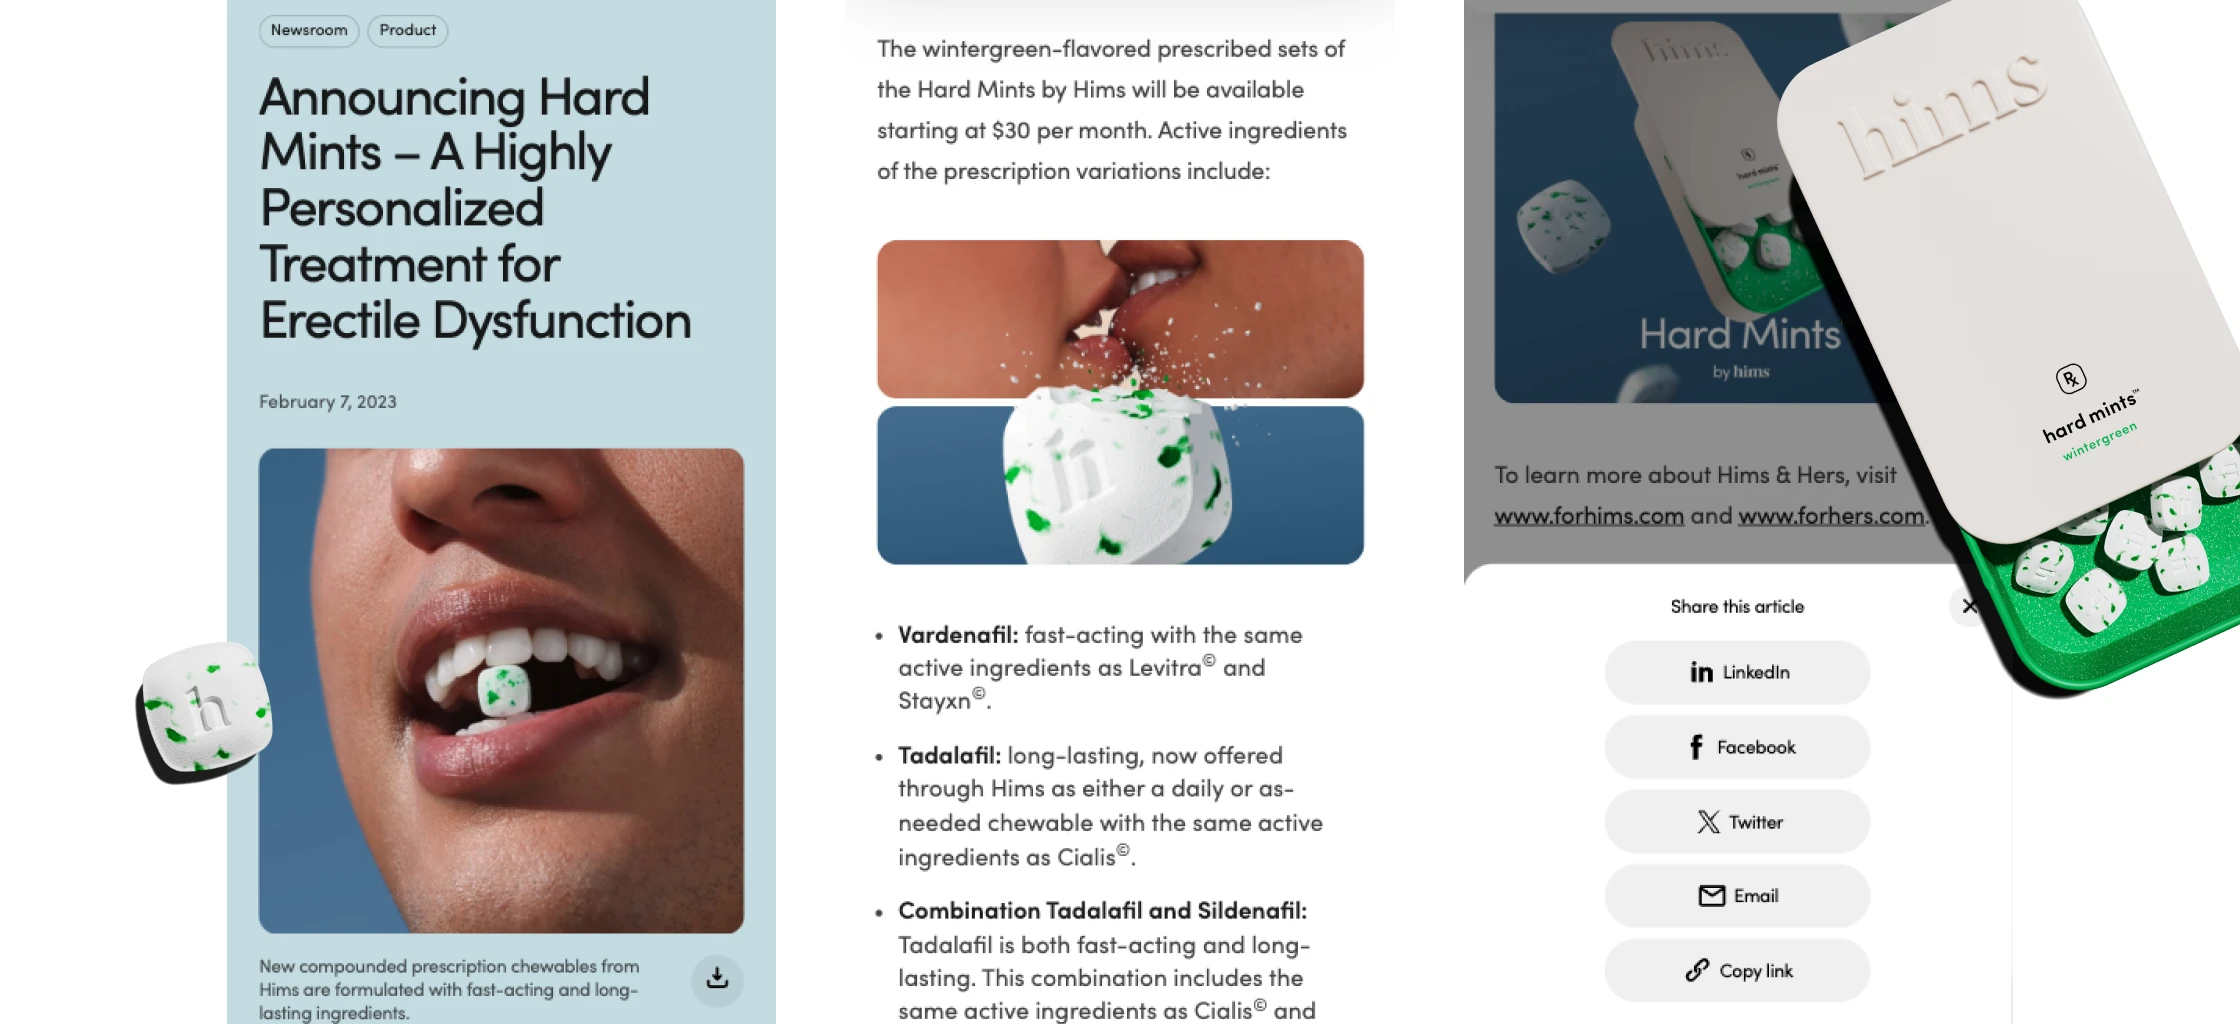 Newsroom
Product
Announcing Hard
Mints – A Highly
Personalized
Treatment for
Erectile Dysfunction
February 7, 2023
h
New compounded prescription chewables from
Hims are formulated with fast-acting and long-
lasting ingredients.
The wintergreen-flavored prescribed sets of
the Hard Mints by Hims will be available
starting at $30 per month. Active ingredients
of the prescription variations include:
h
• Vardenafil: fast-acting with the same
active ingredients as Levitra© and
Stayxn©.
• Tadalafil: long-lasting, now offered
through Hims as either a daily or as-
needed chewable with the same active
ingredients as Cialis©.
• Combination Tadalafil and Sildenafil:
Tadalafil is both fast-acting and long-
lasting. This combination includes the
same active ingredients as Cialis© and
hims
hard mints
Hard Mints
by hims
To learn more about Hims & Hers, visit
www.forhims.com and www.forhers.com.
Share this article
LinkedIn
Facebook
Twitter
Email
Copy link
hims
Rx
hard mints™
wintergreen